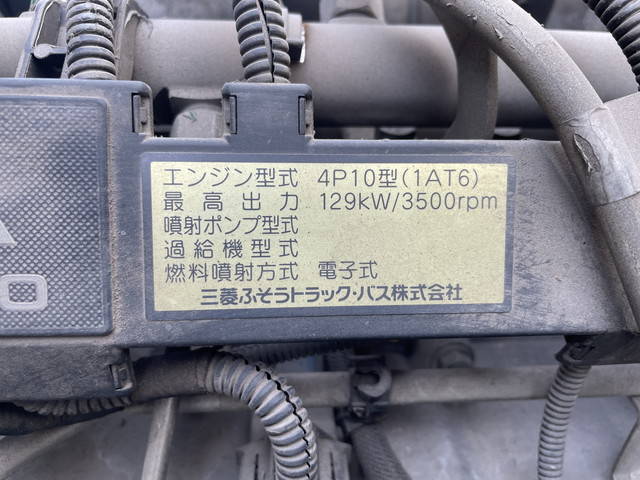 エンジン型式 4P10型(1AT6)
最高出力 129kW/3500rpm
噴射ポンプ型式
過給機型式
燃料噴射方式 電子式
三菱ふそうトラック・バス株式会社